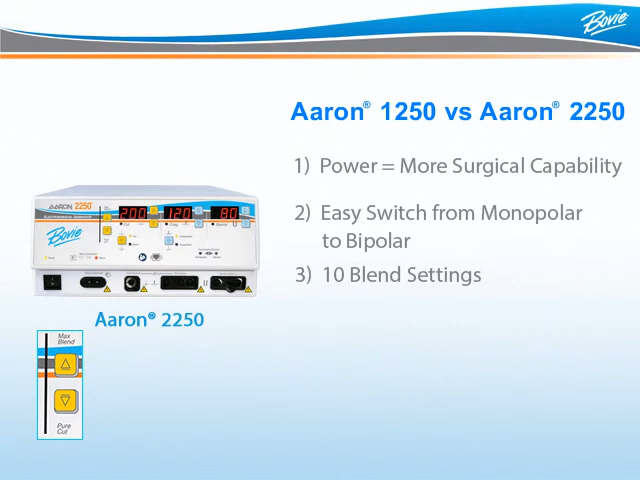 Bovie
Aaron® 1250 vs Aaron® 2250
1) Power = More Surgical Capability
2) Easy Switch from Monopolar
to Bipolar
3) 10 Blend Settings
AARON 2250
200 120 80
Bovie
Aaron® 2250
Max
Blend
Pure
Cut